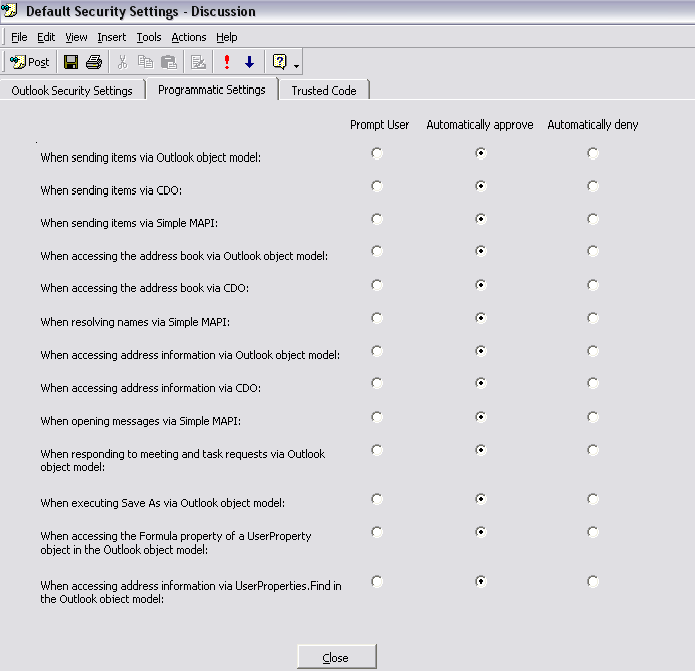 Default Security Settings - Discussion
File Edit View Insert Tools Actions Help
Post
Outlook Security Settings Programmatic Settings Trusted Code
Prompt User Automatically approve Automatically deny
When sending items via Outlook object model:
When sending items via CDO:
When sending items via Simple MAPI:
When accessing the address book via Outlook object model:
When accessing the address book via CDO:
When resolving names via Simple MAPI:
When accessing address information via Outlook object model:
When accessing address information via CDO:
When opening messages via Simple MAPI:
When responding to meeting and task requests via Outlook
object model:
When executing Save As via Outlook object model:
When accessing the Formula property of a UserProperty
object in the Outlook object model:
When accessing address information via UserProperties.Find in
the Outlook object model:
Close